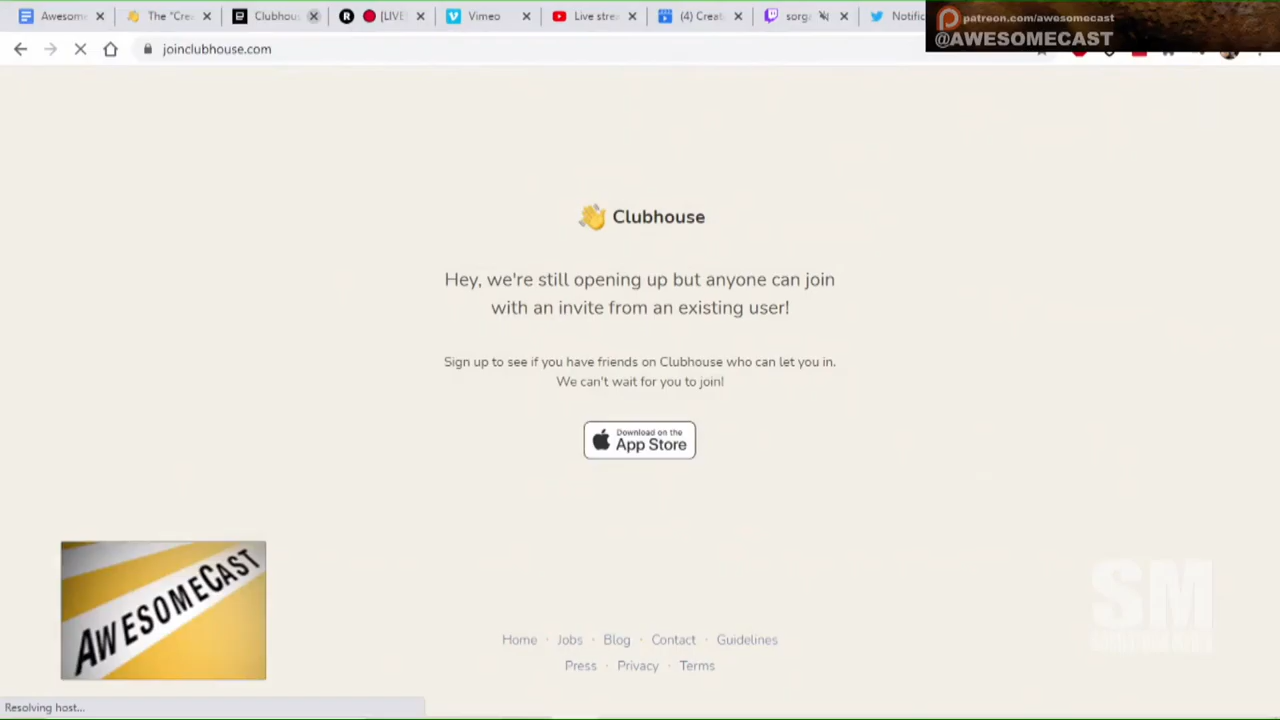 Awesom
The "Cre
Clubhou
[LIVE
Vimeo
Live stre
(4) Creat
sorg
Notific
patreon.com/awesomecast
@AWESOMECAST
joinclubhouse.com
Clubhouse
Hey, we're still opening up but anyone can join
with an invite from an existing user!
Sign up to see if you have friends on Clubhouse who can let you in.
We can't wait for you to join!
Download on the
App Store
AWESOMECAST
SM
Home · Jobs · Blog · Contact · Guidelines
Press · Privacy · Terms
Resolving host...